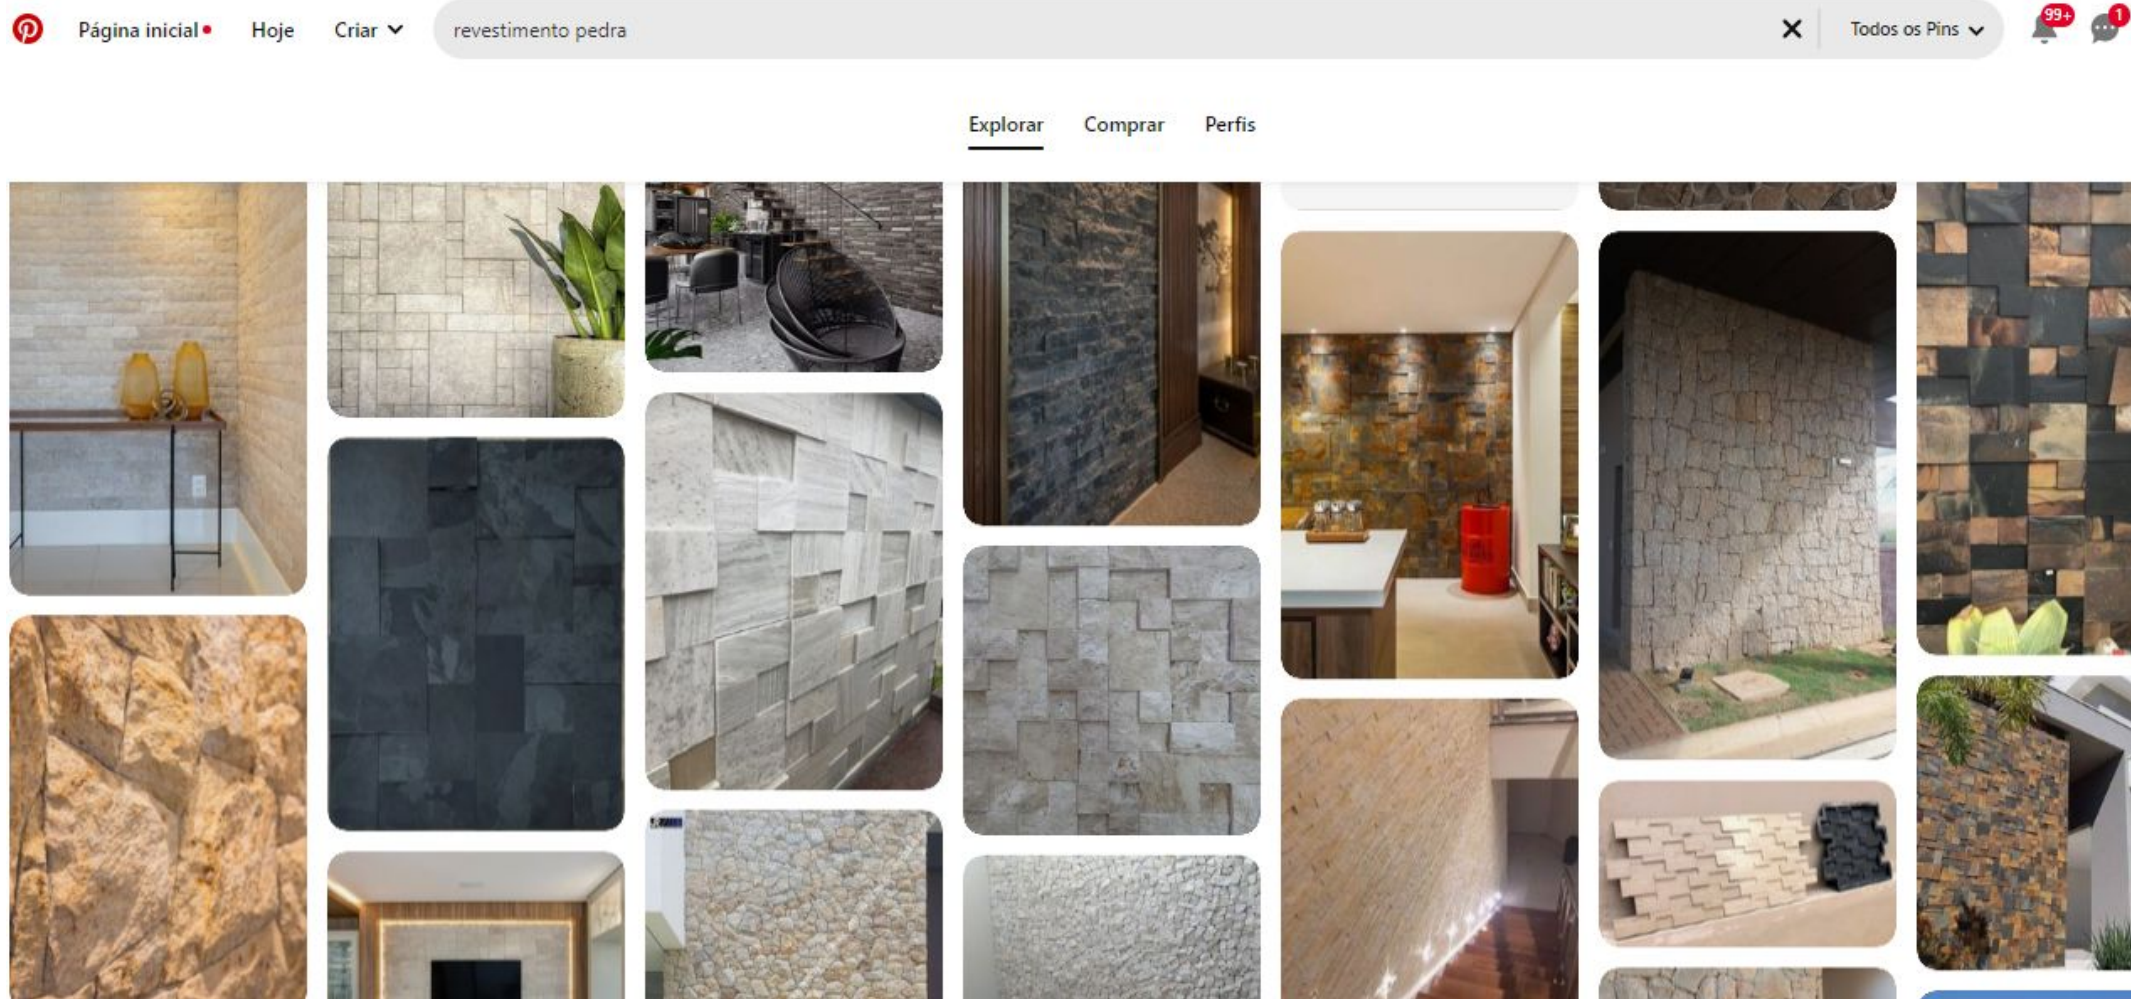 Página inicial
Hoje
Criar
revestimento pedra
Todos os Pins
99+
1
Explorar
Comprar
Perfis